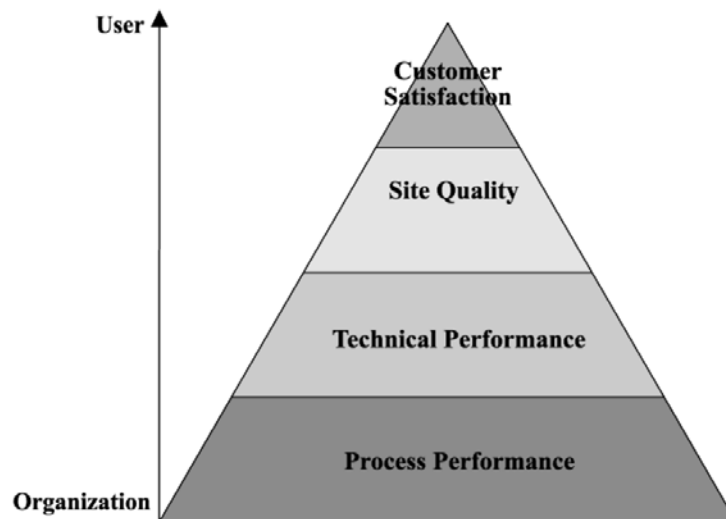 User
Customer
Satisfaction
Site Quality
Technical Performance
Process Performance
Organization